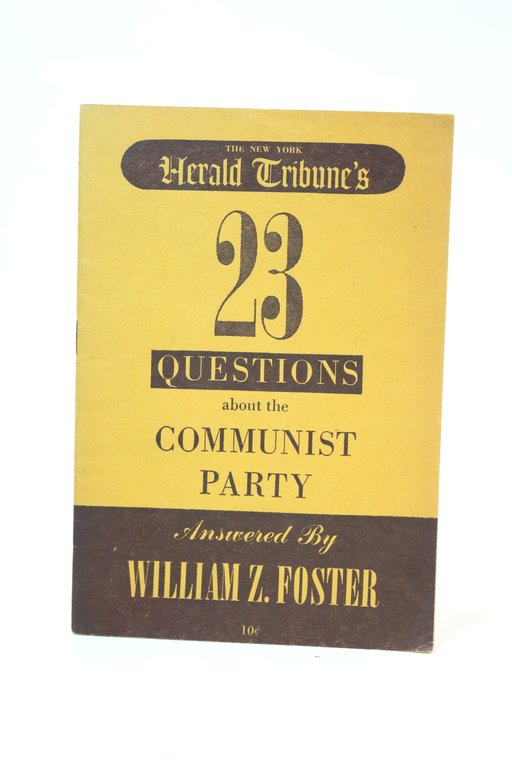 THE NEW YORK
Herald Tribune's
23
QUESTIONS
about the
COMMUNIST
PARTY
Answered By
WILLIAM Z. FOSTER
10¢